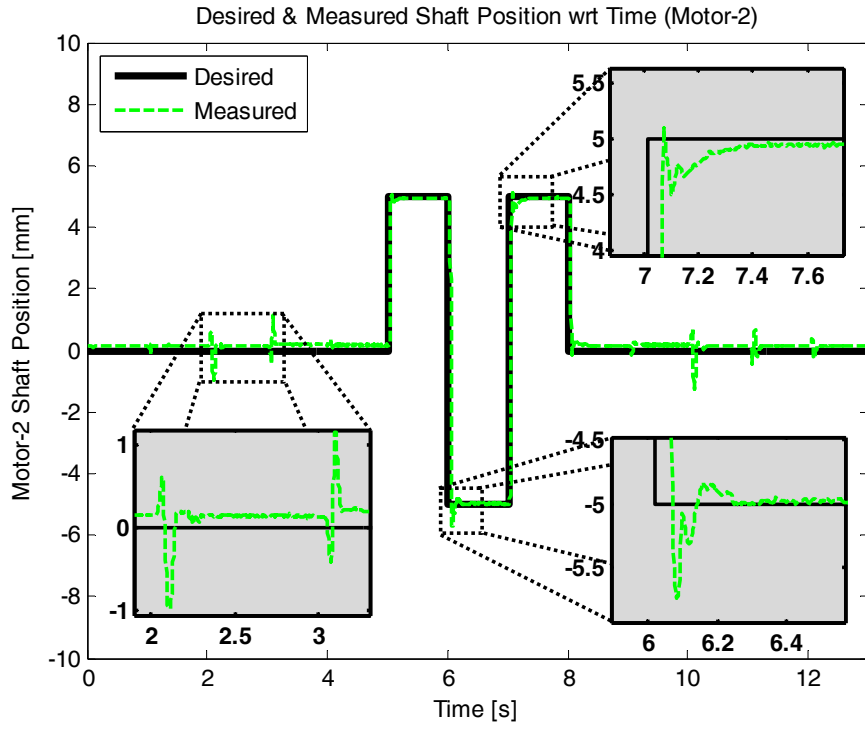 Desired & Measured Shaft Position wrt Time (Motor-2)
Motor-2 Shaft Position [mm]
10
8
6
4
2
0
-2
-4
-6
-8
-10
Desired
Measured
5.5
5
4.5
4
7 7.2 7.4 7.6
1
0
-1
2 2.5 3
-4.5
-5
-5.5
6 6.2 6.4
0 2 4 6 8 10 12
Time [s]